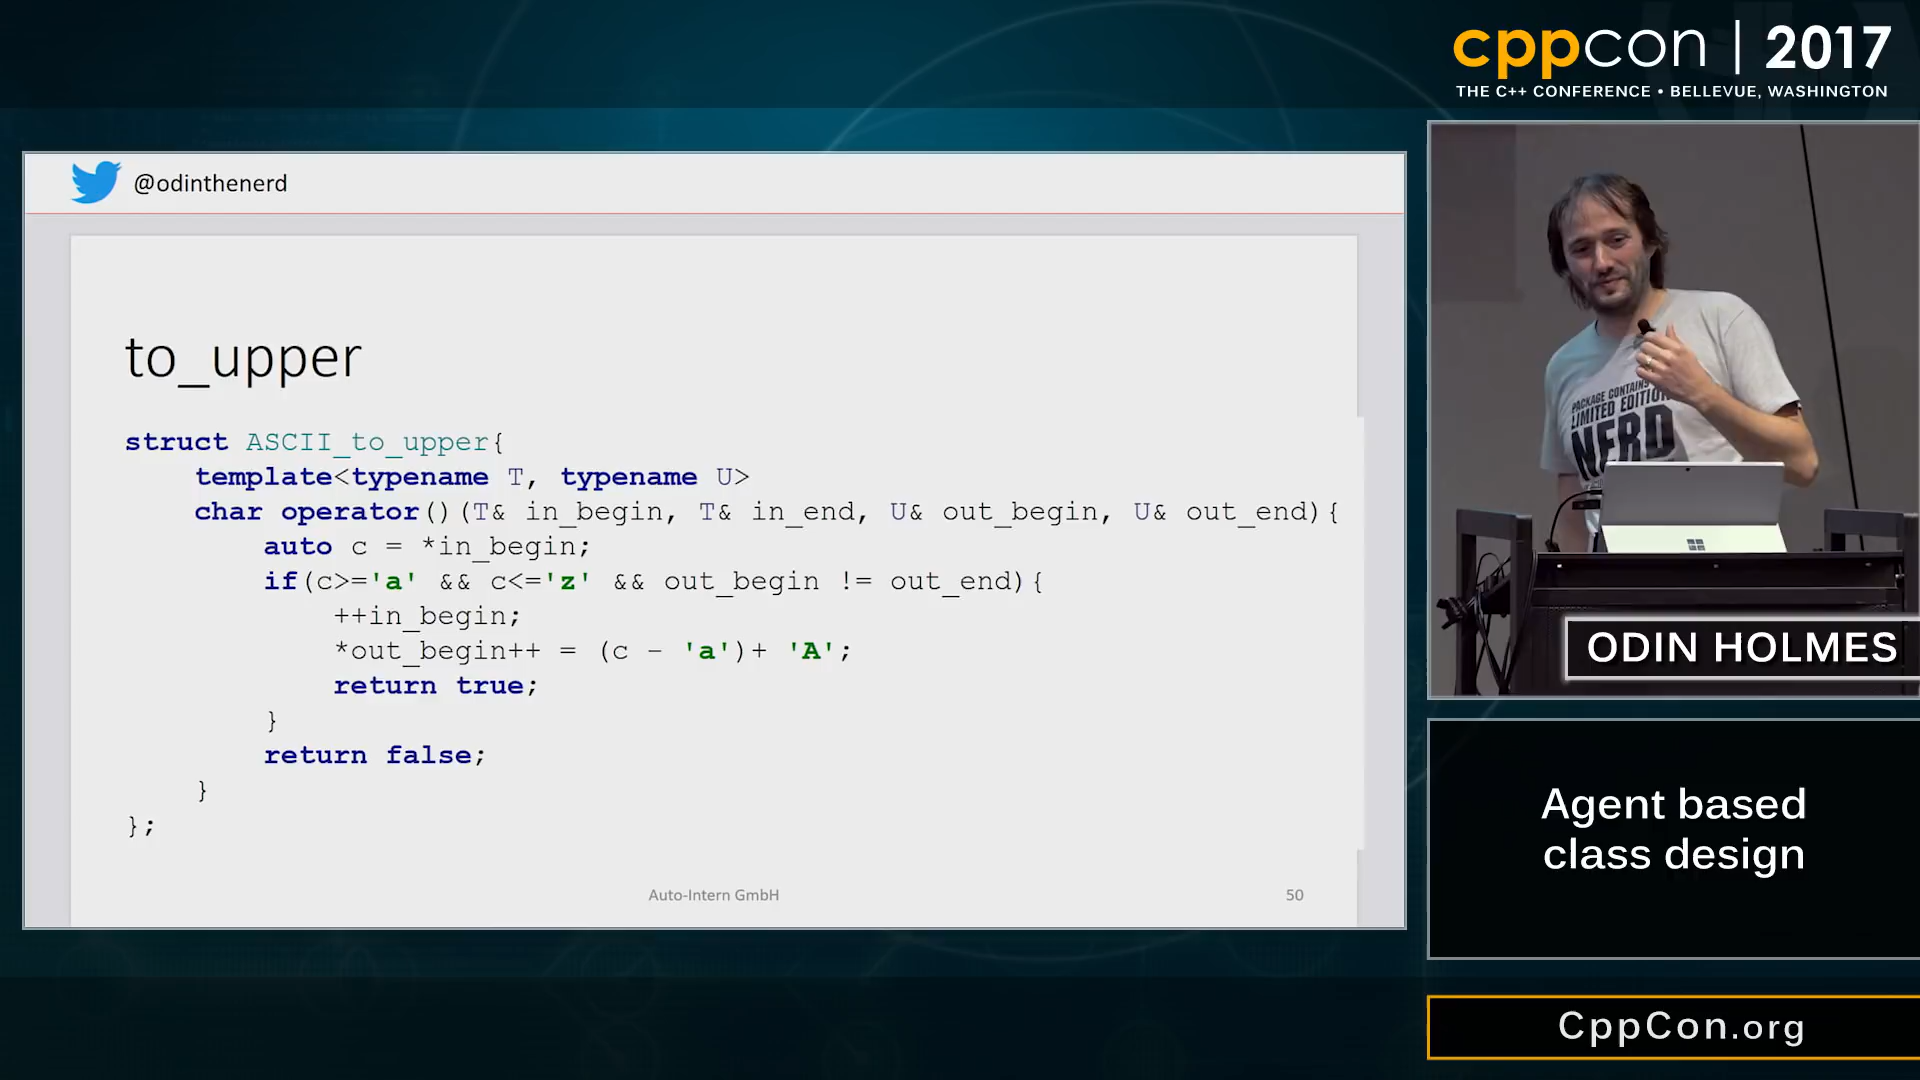 cppcon | 2017
THE C++ CONFERENCE • BELLEVUE, WASHINGTON
@odinthenerd
to_upper
struct ASCII_to_upper{
template<typename T, typename U>
char operator()(T& in_begin, T& in_end, U& out_begin, U& out_end){
auto c = *in_begin;
if(c>='a' && c<='z' && out_begin != out_end){
++in_begin;
*out_begin++ = (c - 'a')+ 'A';
return true;
}
return false;
}
};
Auto-Intern GmbH
50
PACKAGE CONTAINS
LIMITED EDITION
NERD
ODIN HOLMES
Agent based
class design
CppCon.org